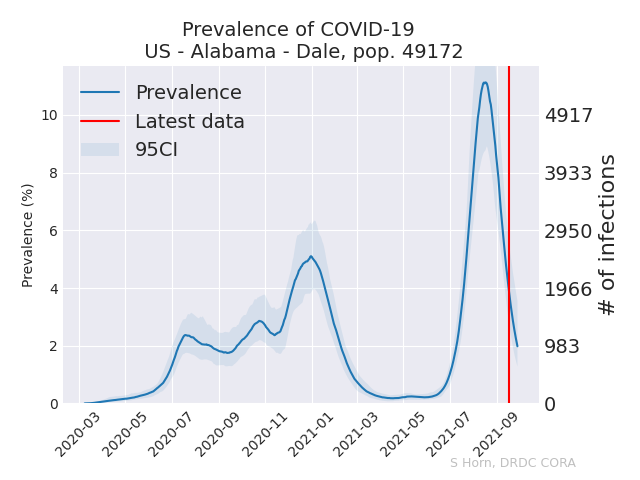 Prevalence of COVID-19
US - Alabama - Dale, pop. 49172
Prevalence
Latest data
95CI
Prevalence (%)
10
8
6
4
2
0
4917
3933
2950
1966
983
0
# of infections
2020-03
2020-05
2020-07
2020-09
2020-11
2021-01
2021-03
2021-05
2021-07
2021-09
S Horn, DRDC CORA